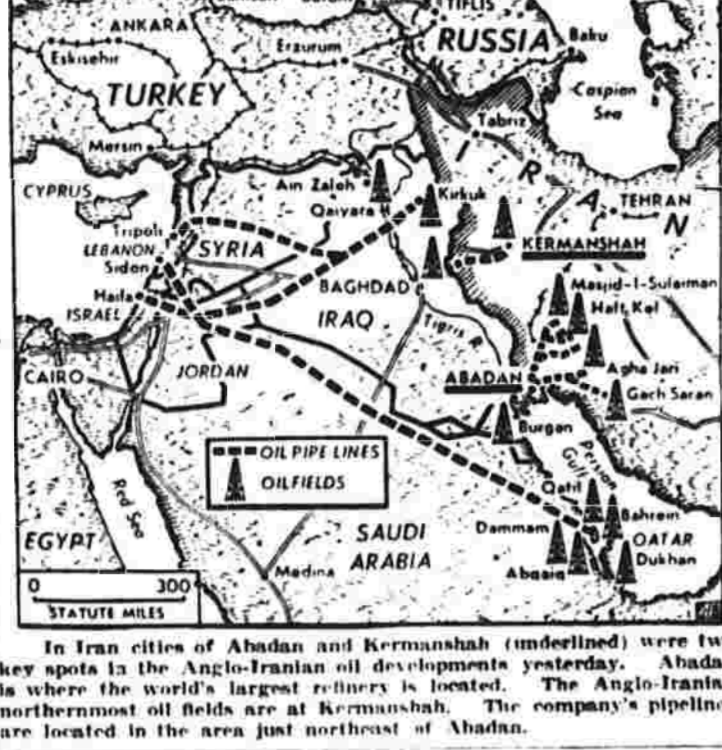 TIFLIS
ANKARA
RUSSIA
Baku
Eskisehir
Erzurum
Caspian
Sea
TURKEY
Tabriz
Mersin
IRAN
CYPRUS
Ain Zaleh
Qaiyara
Kirkuk
TEHRAN
Tripoli
LEBANON
SYRIA
KERMANSHAH
Sidon
Haifa
BAGHDAD
Masjid-I-Sulaiman
ISRAEL
IRAQ
Haft Kel
Tigris R.
Agha Jari
CAIRO
JORDAN
ABADAN
Gach Saran
Burgan
OIL PIPE LINES
Persian
Gulf
OILFIELDS
Qatif
Red Sea
Bahrein
EGYPT
SAUDI
ARABIA
Dammam
QATAR
Dukhan
Abqaiq
Madina
0 300
STATUTE MILES
In Iran cities of Abadan and Kermanshah (underlined) were tw
key spots in the Anglo-Iranian oil developments yesterday. Abada
is where the world's largest refinery is located. The Anglo-Irania
northernmost oil fields are at Kermanshah. The company's pipeline
are located in the area just northeast of Abadan.